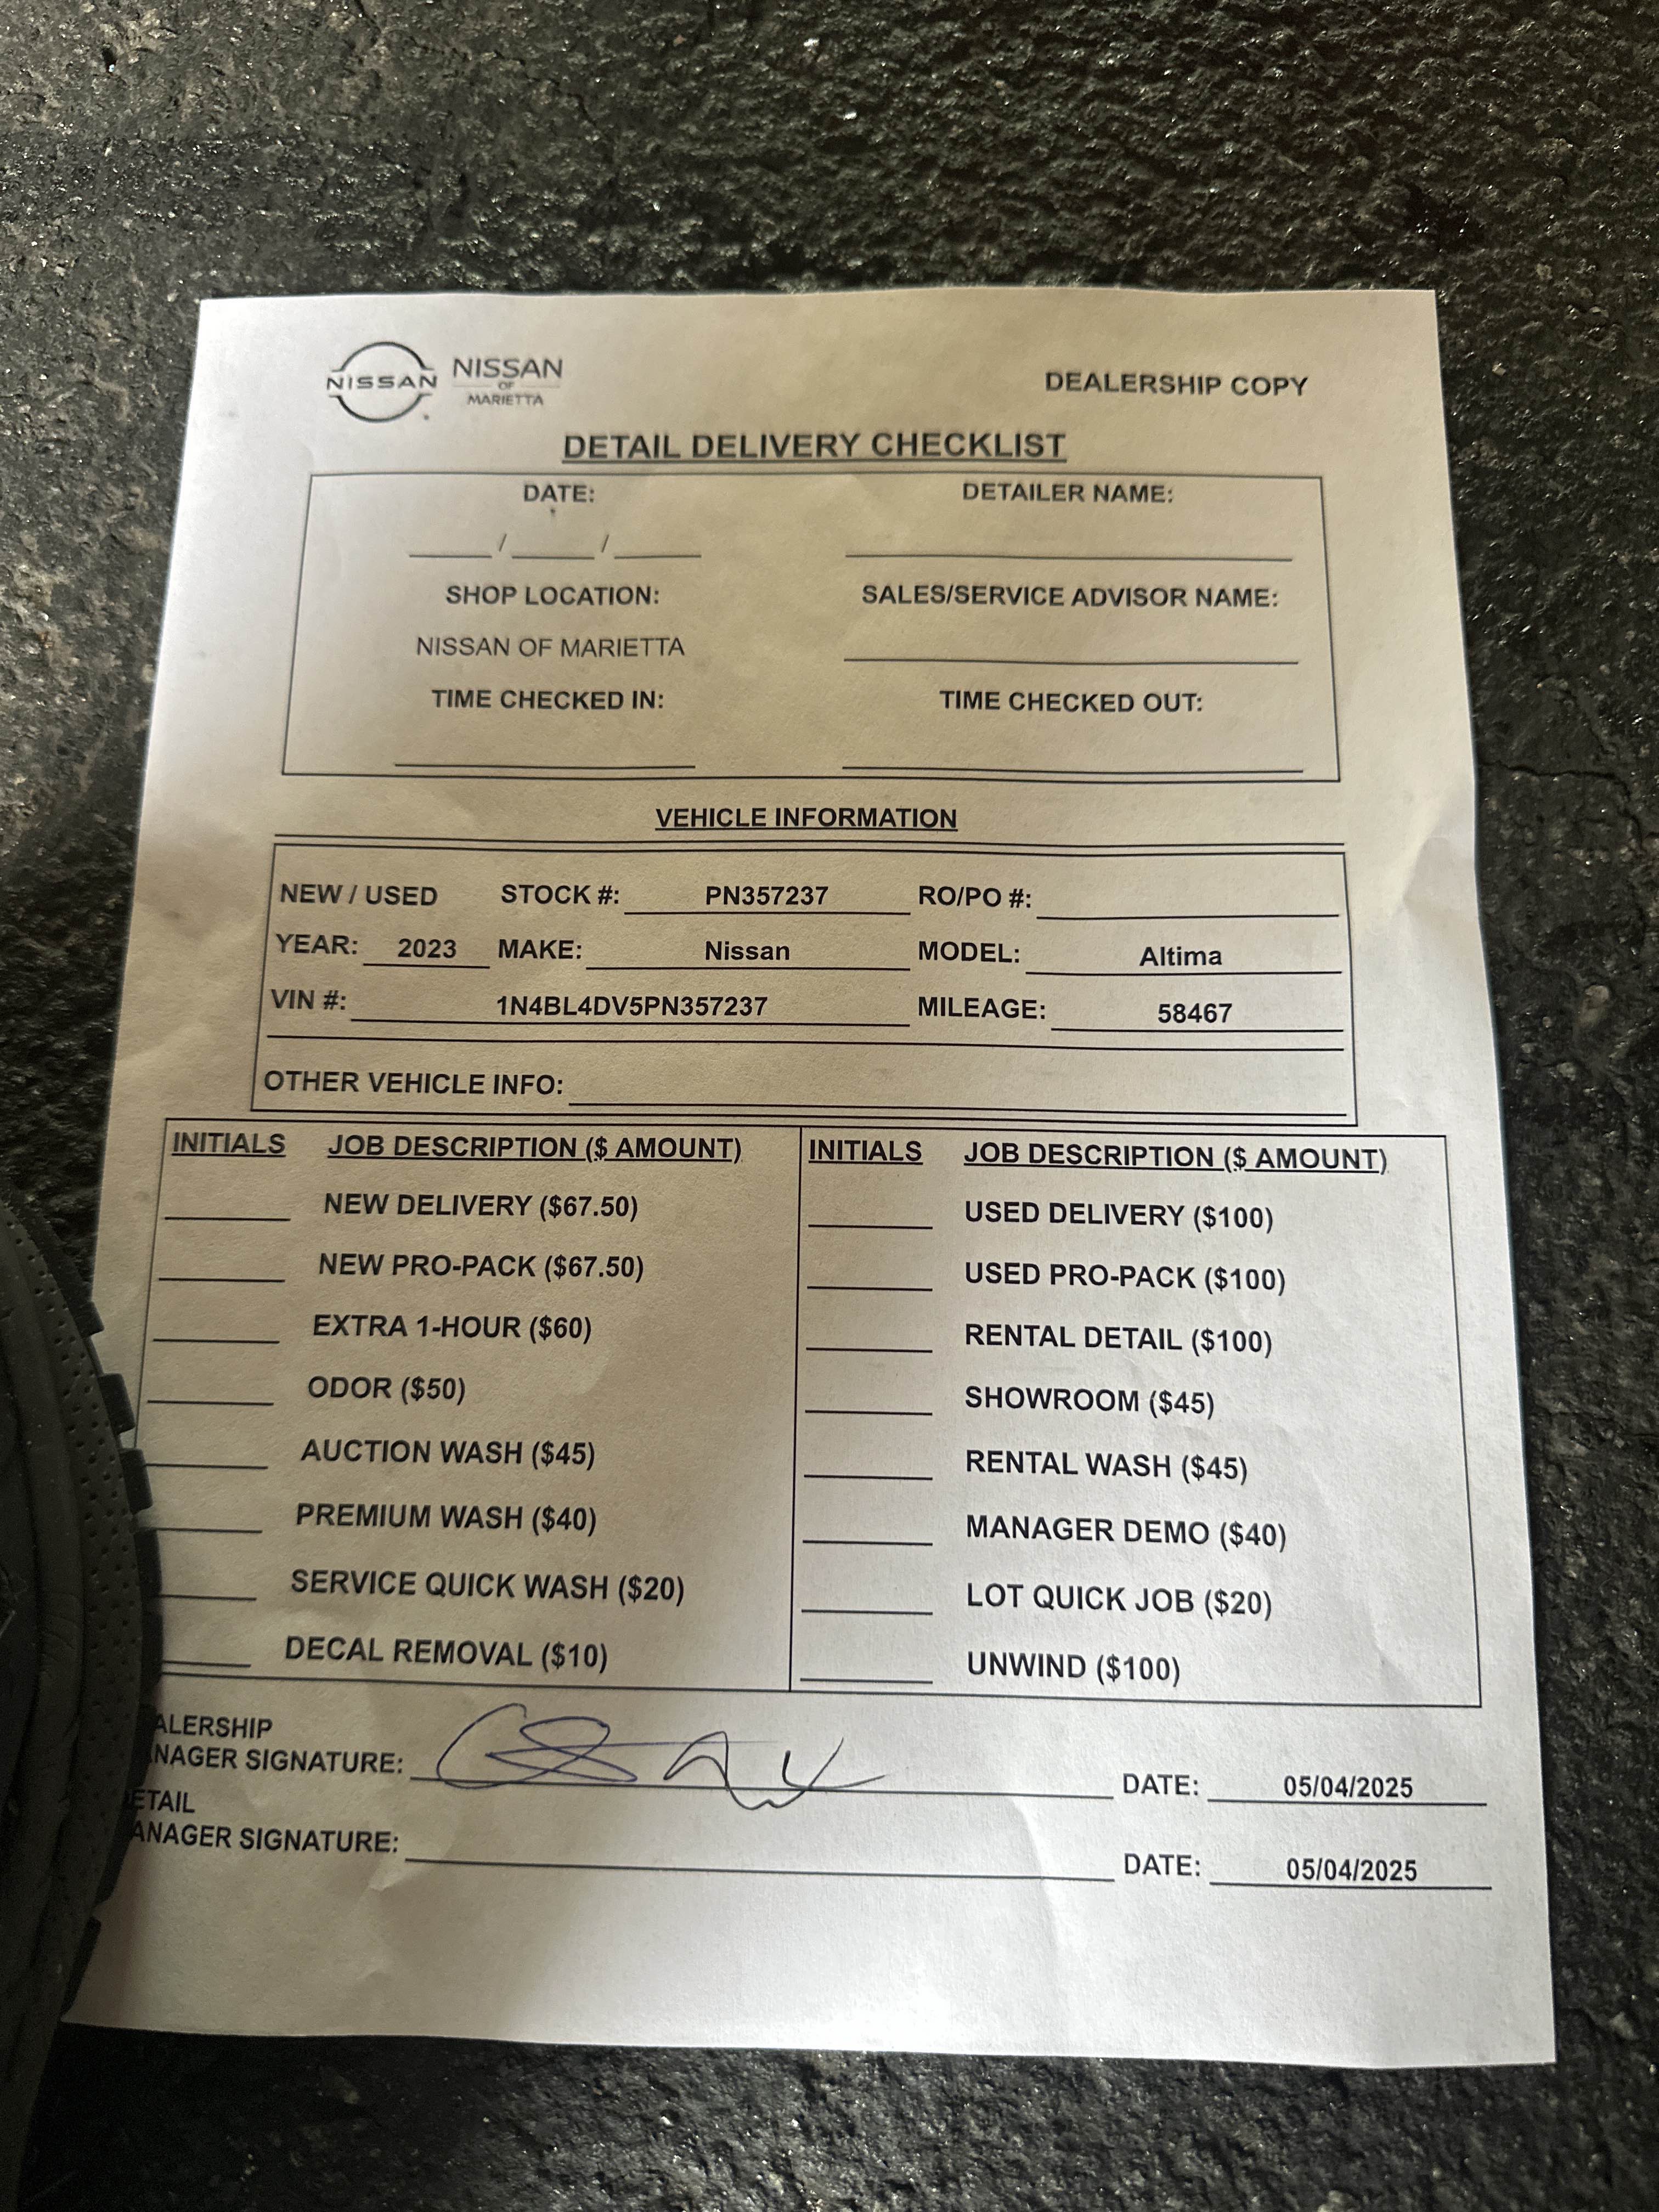 NISSAN
NISSAN
OF
MARIETTA
DEALERSHIP COPY
DETAIL DELIVERY CHECKLIST
DATE: DETAILER NAME:
/ /
SHOP LOCATION: SALES/SERVICE ADVISOR NAME:
NISSAN OF MARIETTA
TIME CHECKED IN: TIME CHECKED OUT:
VEHICLE INFORMATION
NEW / USED STOCK #: PN357237 RO/PO #:
YEAR: 2023 MAKE: Nissan MODEL: Altima
VIN #: 1N4BL4DV5PN357237 MILEAGE: 58467
OTHER VEHICLE INFO:
INITIALS JOB DESCRIPTION ($ AMOUNT) INITIALS JOB DESCRIPTION ($ AMOUNT)
NEW DELIVERY ($67.50) USED DELIVERY ($100)
NEW PRO-PACK ($67.50) USED PRO-PACK ($100)
EXTRA 1-HOUR ($60) RENTAL DETAIL ($100)
ODOR ($50) SHOWROOM ($45)
AUCTION WASH ($45) RENTAL WASH ($45)
PREMIUM WASH ($40) MANAGER DEMO ($40)
SERVICE QUICK WASH ($20) LOT QUICK JOB ($20)
DECAL REMOVAL ($10) UNWIND ($100)
ALERSHIP
NAGER SIGNATURE: DATE: 05/04/2025
ETAIL
ANAGER SIGNATURE: DATE: 05/04/2025